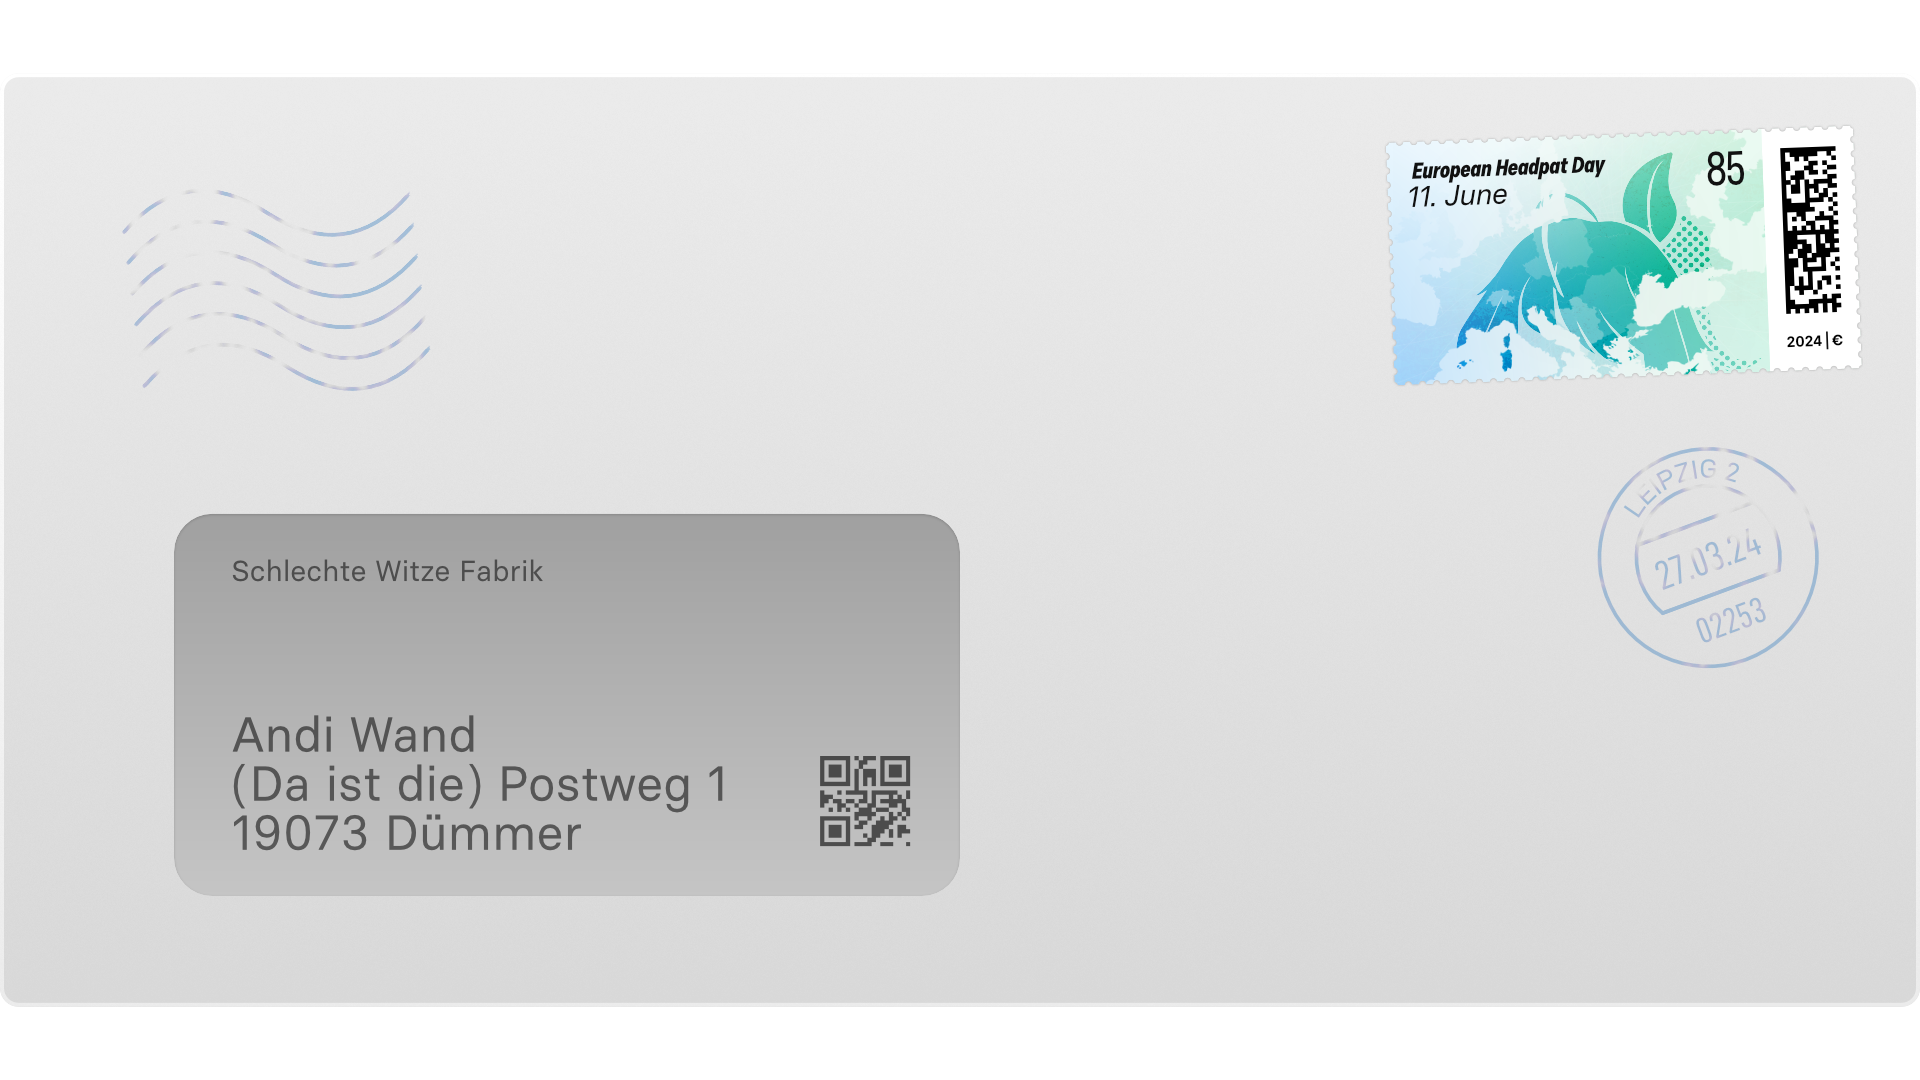 European Headpat Day
11. June
85
2024 | €
LEIPZIG 2
27.03.24
02253
Schlechte Witze Fabrik
Andi Wand
(Da ist die) Postweg 1
19073 Dümmer